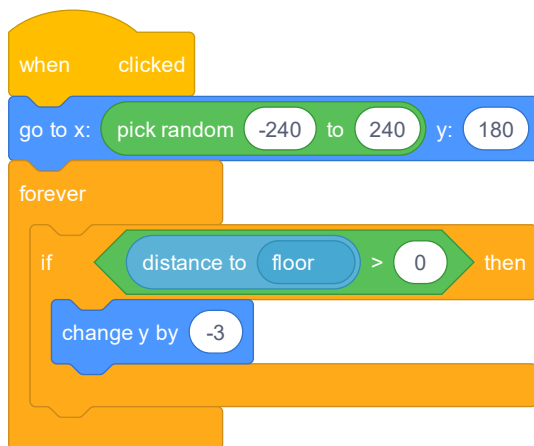 when clicked
go to x: pick random -240 to 240 y: 180
forever
if distance to floor > 0 then
change y by -3